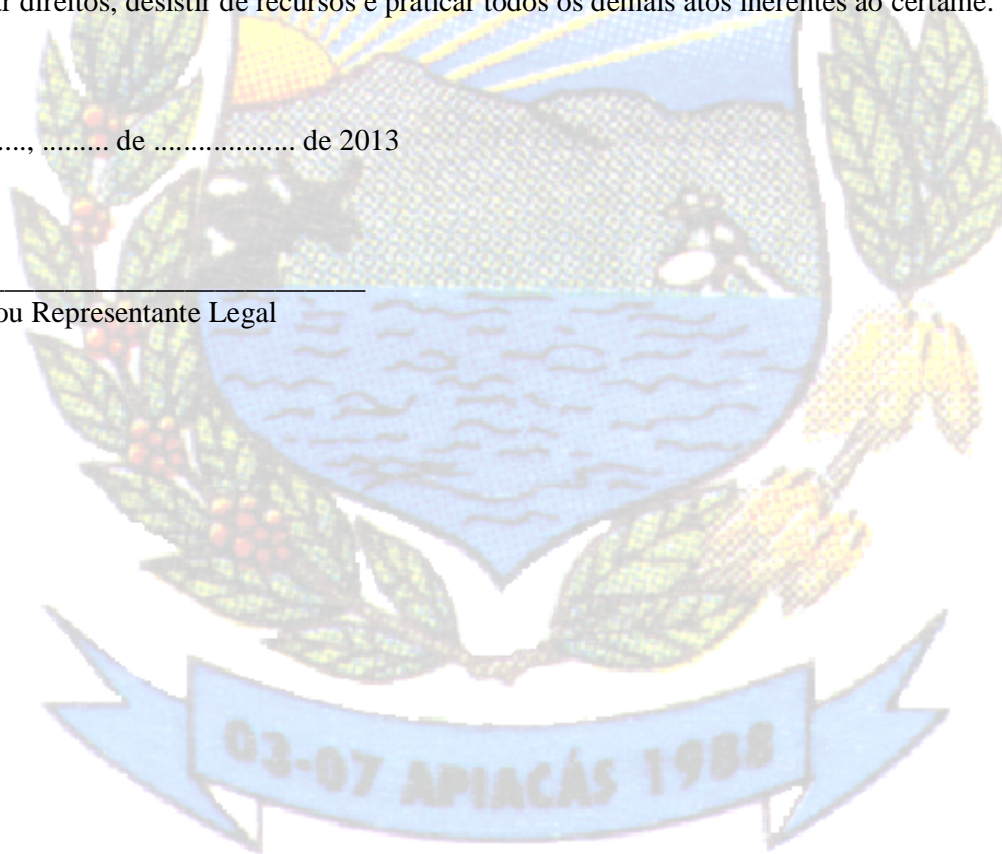 ar direitos, desistir de recursos e praticar todos os demais atos inerentes ao certame.
...., ......... de ................... de 2013
ou Representante Legal
03-07 APIACÁS 1988